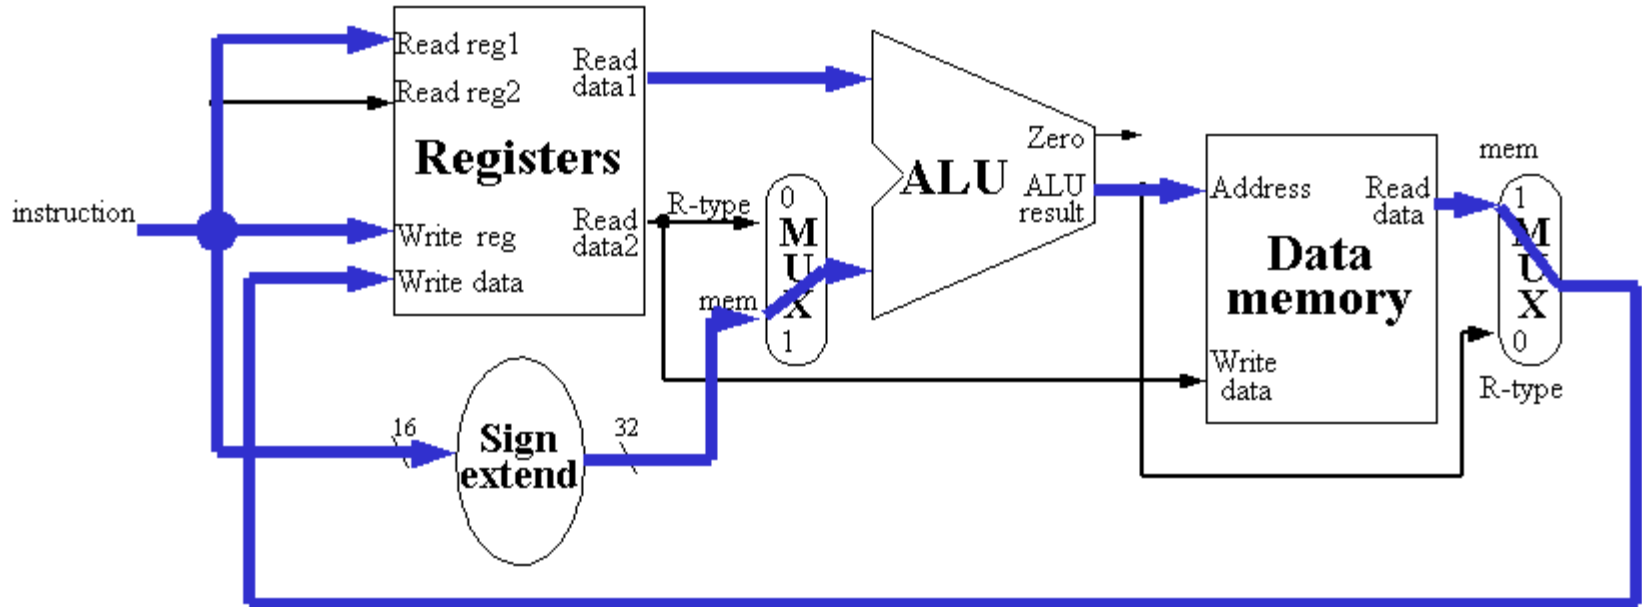 instruction
Read reg1
Read reg2
Registers
Write reg
Write data
Read
data1
Read
data2
R-type
0
M
U
X
1
mem
16
Sign
extend
32
ALU
Zero
ALU
result
Address
Read
data
Data
memory
Write
data
mem
1
M
U
X
0
R-type